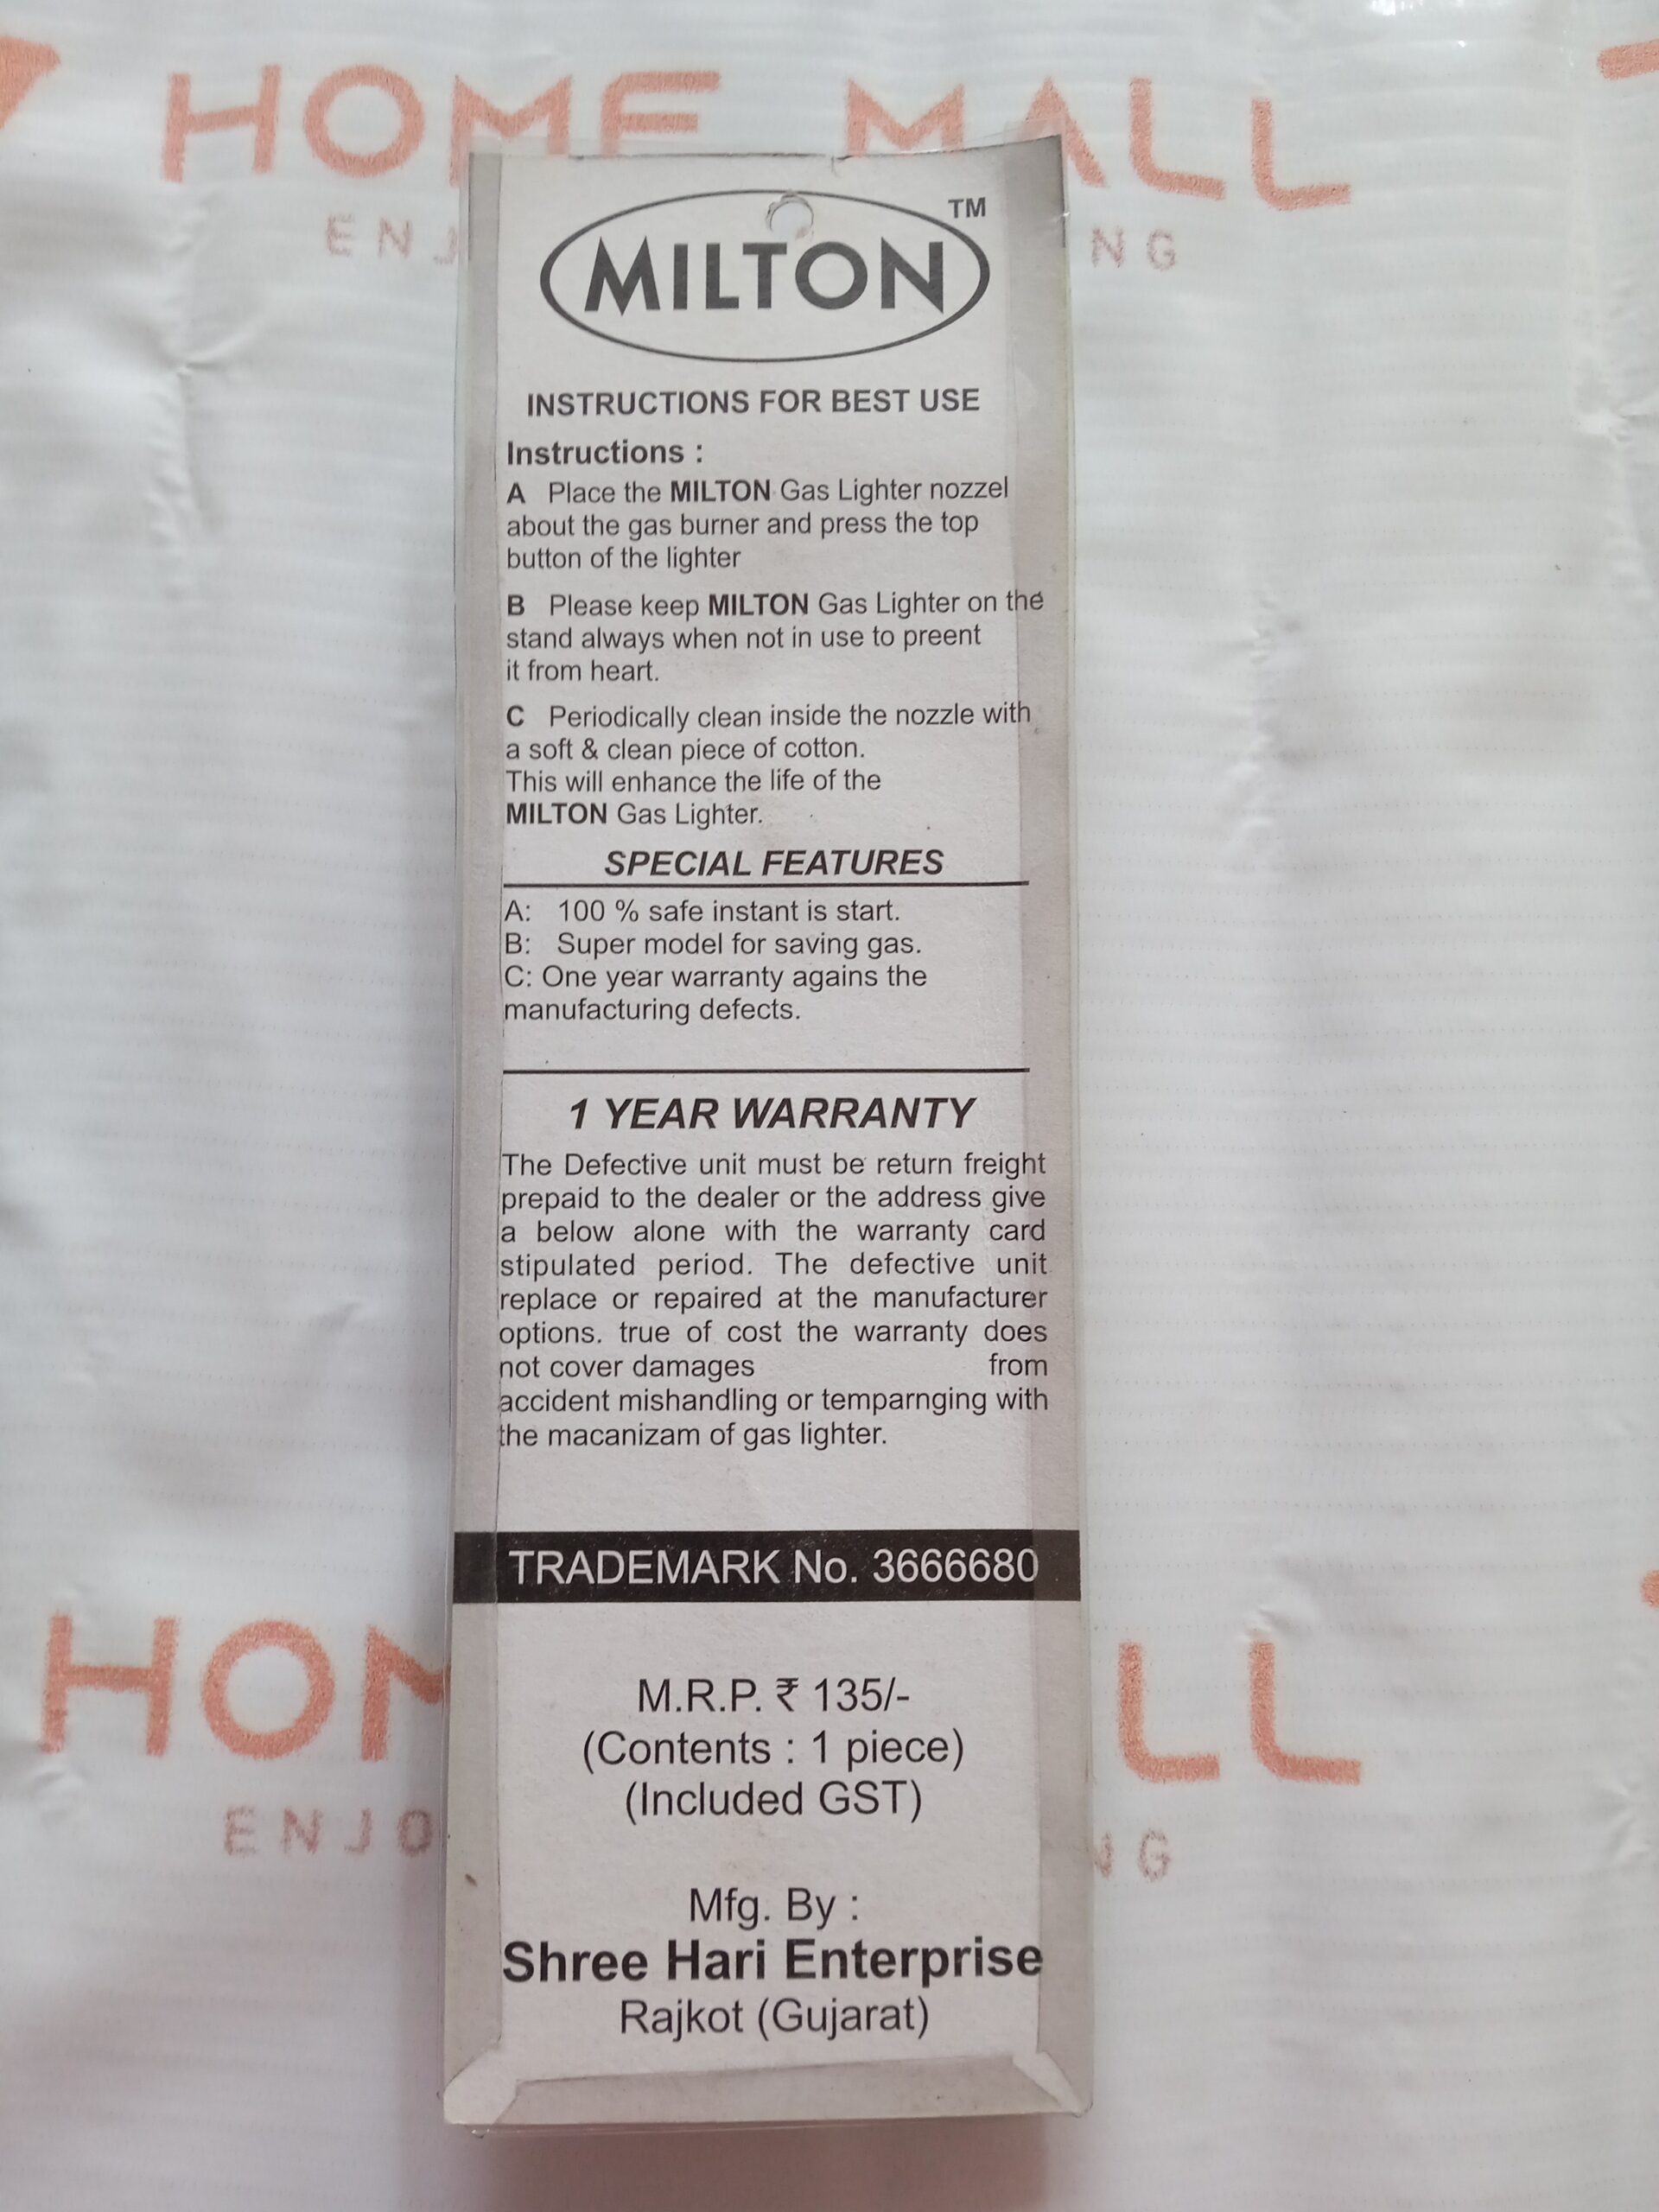 HOME MALL
ENJ NG
MILTON TM
INSTRUCTIONS FOR BEST USE
Instructions :
A Place the MILTON Gas Lighter nozzel
about the gas burner and press the top
button of the lighter
B Please keep MILTON Gas Lighter on the
stand always when not in use to preent
it from heart.
C Periodically clean inside the nozzle with
a soft & clean piece of cotton.
This will enhance the life of the
MILTON Gas Lighter.
SPECIAL FEATURES
A: 100 % safe instant is start.
B: Super model for saving gas.
C: One year warranty agains the
manufacturing defects.
1 YEAR WARRANTY
The Defective unit must be return freight
prepaid to the dealer or the address give
a below alone with the warranty card
stipulated period. The defective unit
replace or repaired at the manufacturer
options. true of cost the warranty does
not cover damages from
accident mishandling or temparnging with
the macanizam of gas lighter.
TRADEMARK No. 3666680
M.R.P. ₹ 135/-
(Contents : 1 piece)
(Included GST)
Mfg. By :
Shree Hari Enterprise
Rajkot (Gujarat)
HOM LL
ENJO NG